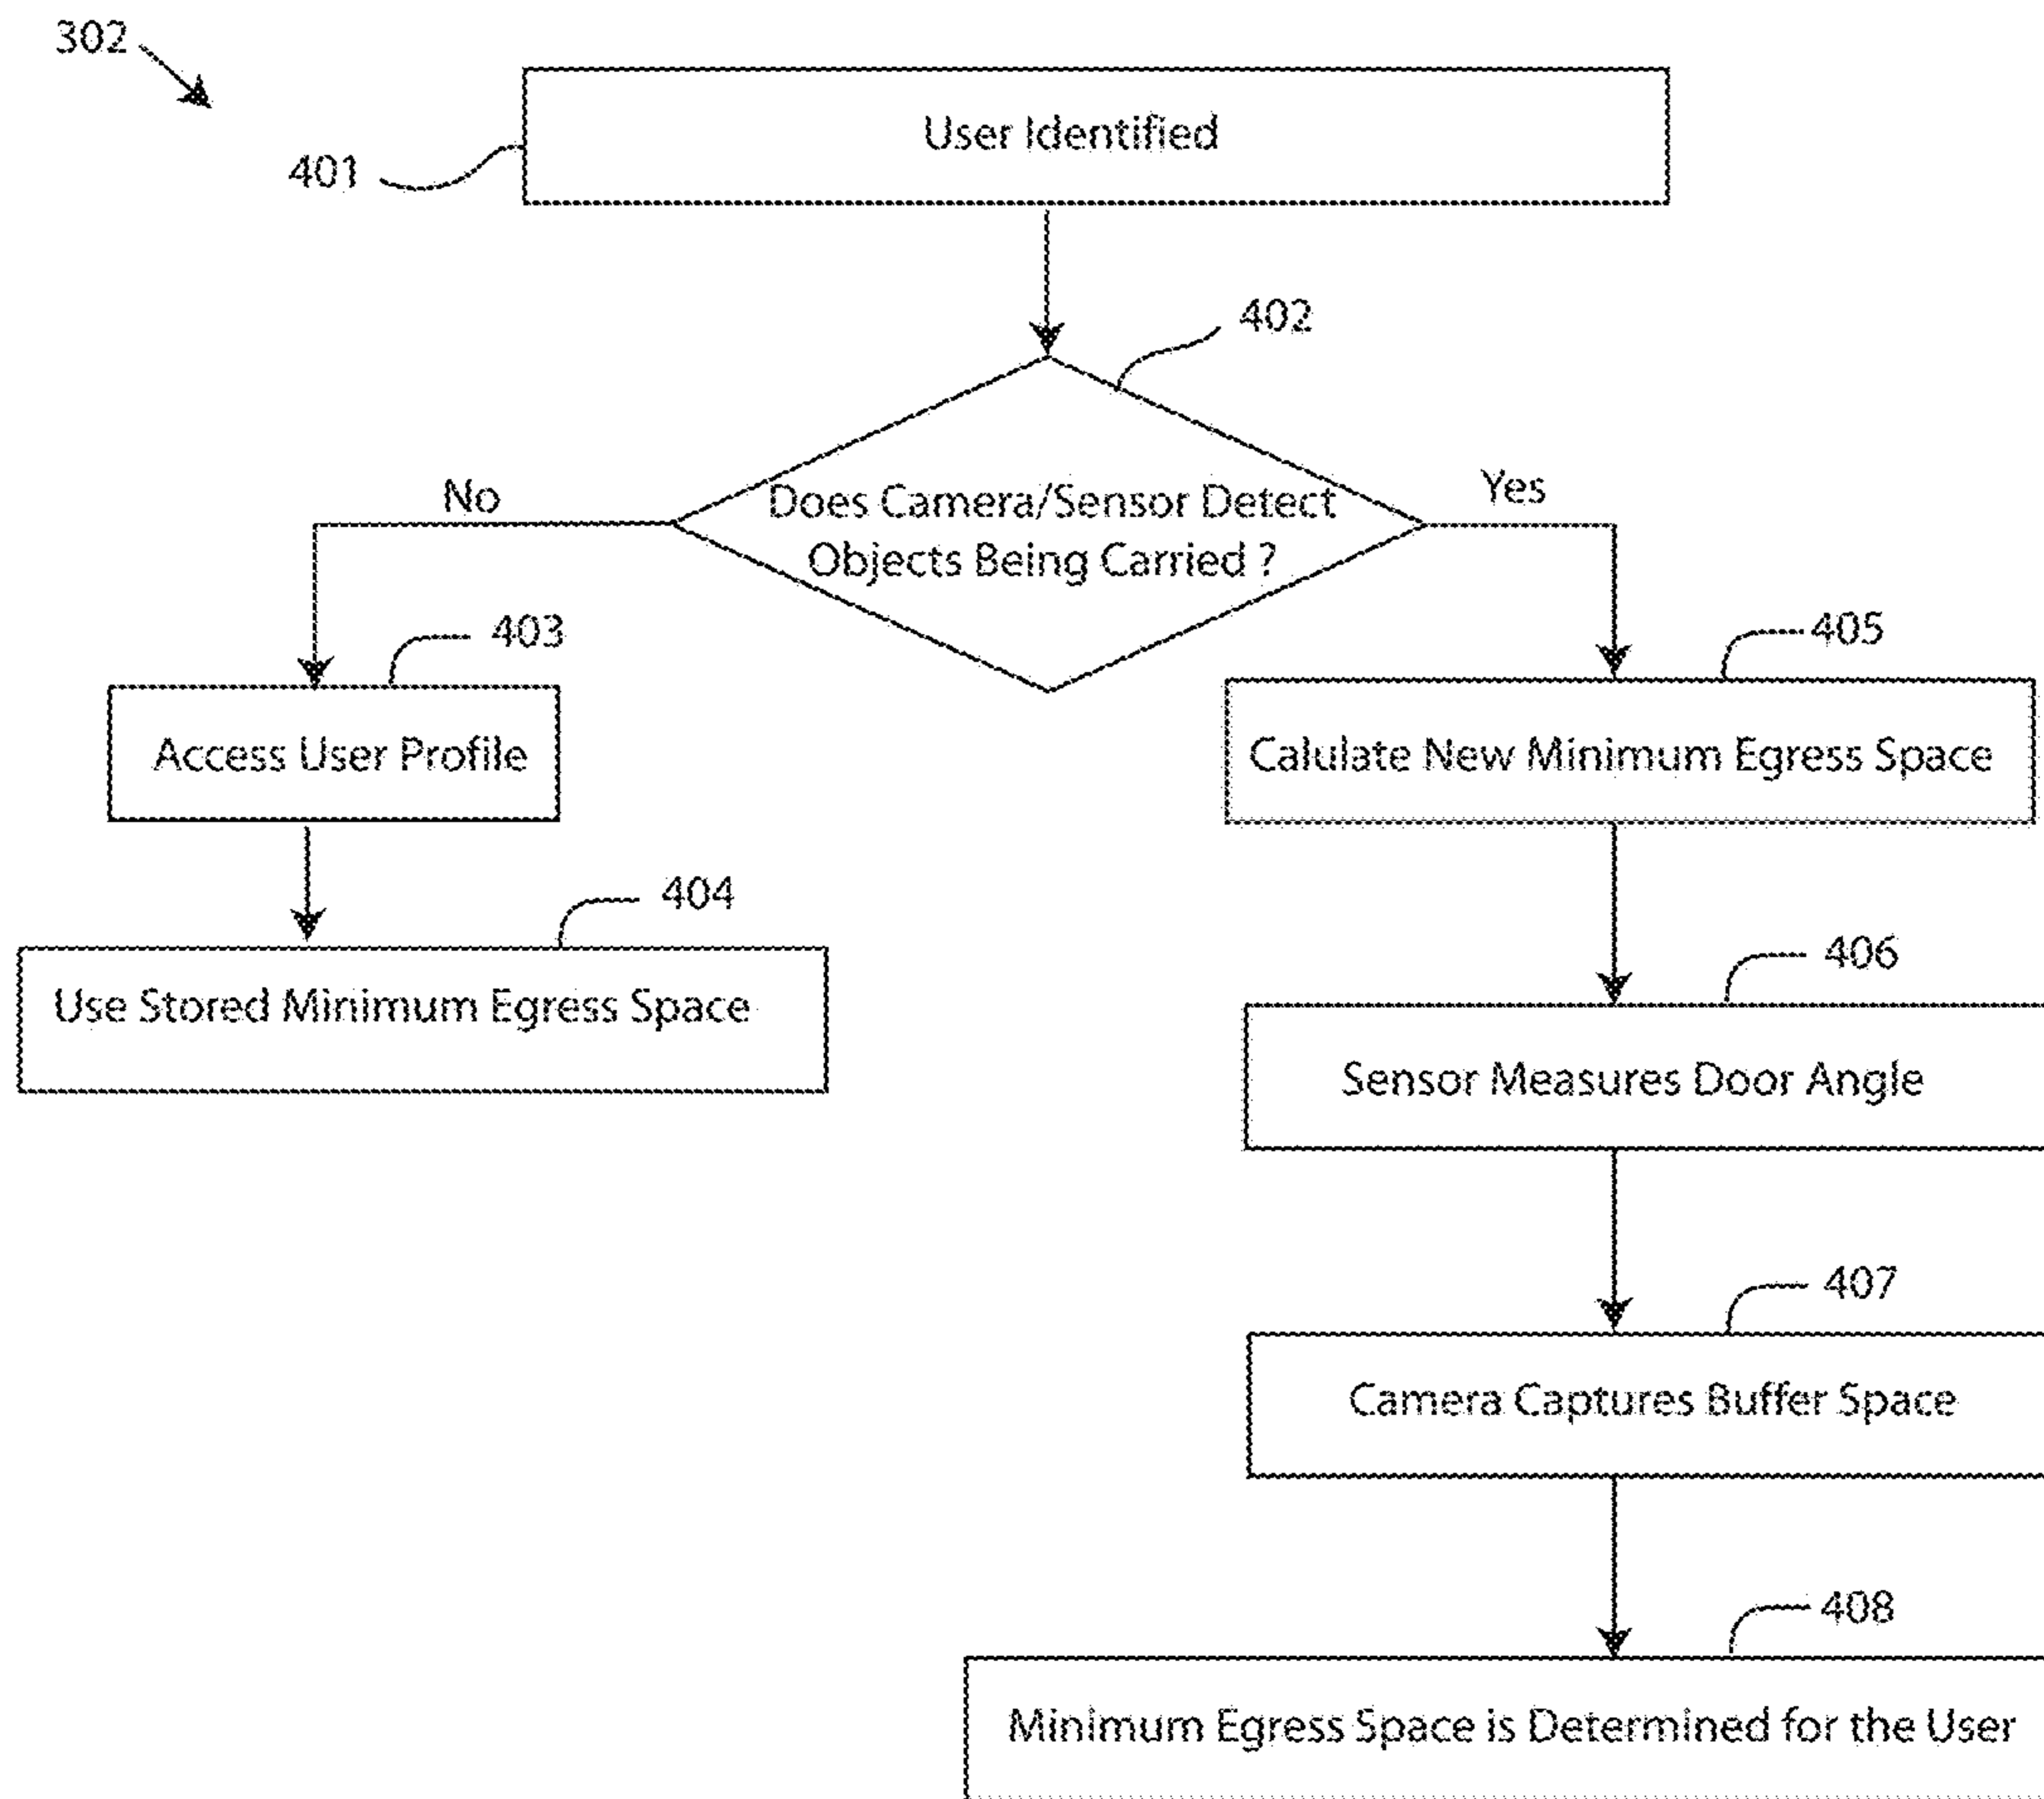 302
User Identified
401
402
No
Yes
Does Camera/Sensor Detect
Objects Being Carried ?
403
405
Access User Profile
Calulate New Minimum Egress Space
404
406
Use Stored Minimum Egress Space
Sensor Measures Door Angle
407
Camera Captures Buffer Space
408
Minimum Egress Space is Determined for the User